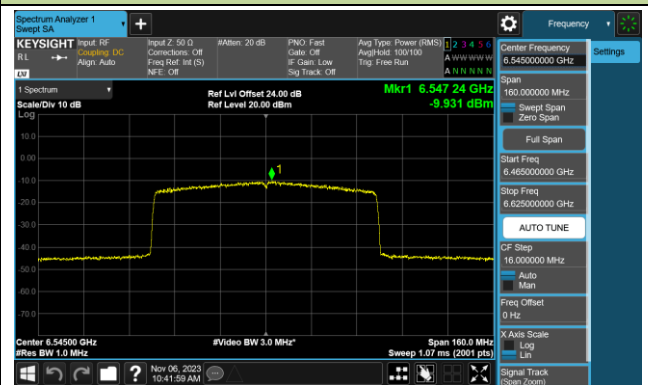 Spectrum Analyzer 1
Swept SA
Frequency
KEYSIGHT
RL
LXI
Input: RF
Coupling: DC
Align: Auto
Input Z: 50 Ω
Corrections: Off
Freq Ref: Int (S)
NFE: Off
#Atten: 20 dB
PNO: Fast
Gate: Off
IF Gain: Low
Sig Track: Off
Avg Type: Power (RMS)
Avg|Hold: 100/100
Trig: Free Run
1 2 3 4 5 6
A W W W W W
A N N N N N
1 Spectrum
Scale/Div 10 dB
Log
Ref Lvl Offset 24.00 dB
Ref Level 20.00 dBm
Mkr1 6.547 24 GHz
-9.931 dBm
10.0
0.00
-10.0
-20.0
-30.0
-40.0
-50.0
-60.0
-70.0
1
Center 6.54500 GHz
#Res BW 1.0 MHz
#Video BW 3.0 MHz*
Span 160.0 MHz
Sweep 1.07 ms (2001 pts)
Nov 06, 2023
10:41:59 AM
Center Frequency
6.545000000 GHz
Span
160.000000 MHz
Swept Span
Zero Span
Full Span
Start Freq
6.465000000 GHz
Stop Freq
6.625000000 GHz
AUTO TUNE
CF Step
16.000000 MHz
Auto
Man
Freq Offset
0 Hz
X Axis Scale
Log
Lin
Signal Track
(Span Zoom)
Settings